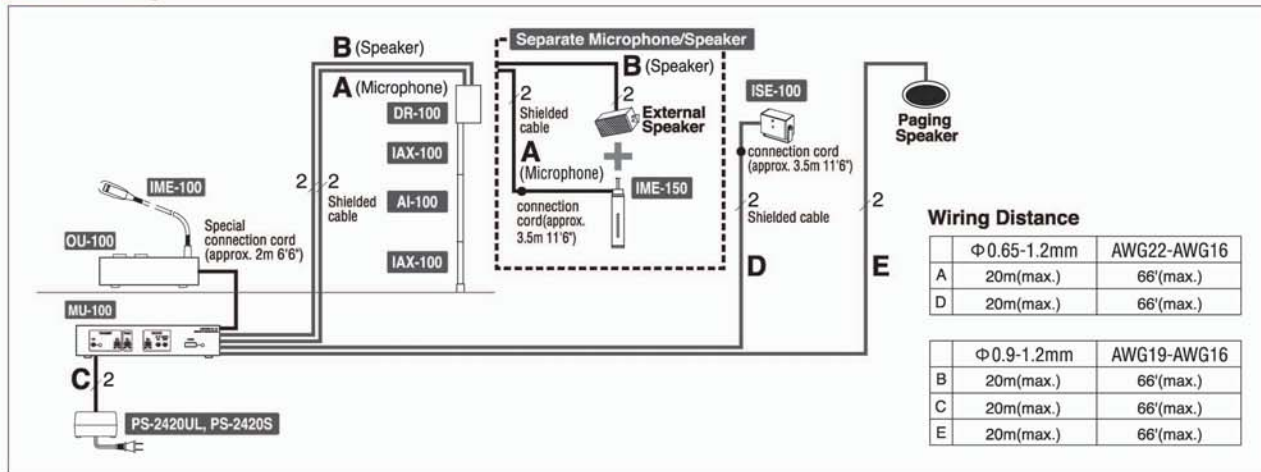 Separate Microphone/Speaker
B (Speaker)
A (Microphone)
DR-100
IAX-100
AI-100
IAX-100
2
2
Shielded
cable
IME-100
OU-100
Special
connection cord
(approx. 2m 6'6")
MU-100
C
2
PS-2420UL, PS-2420S
B (Speaker)
2
Shielded
cable
2
External
Speaker
A
(Microphone)
connection
cord(approx.
3.5m 11'6")
IME-150
ISE-100
connection cord
(approx. 3.5m 11'6")
2
Shielded cable
D
Paging
Speaker
2
E
Wiring Distance
Φ0.65-1.2mm AWG22-AWG16
A 20m(max.) 66'(max.)
D 20m(max.) 66'(max.)
Φ0.9-1.2mm AWG19-AWG16
B 20m(max.) 66'(max.)
C 20m(max.) 66'(max.)
E 20m(max.) 66'(max.)